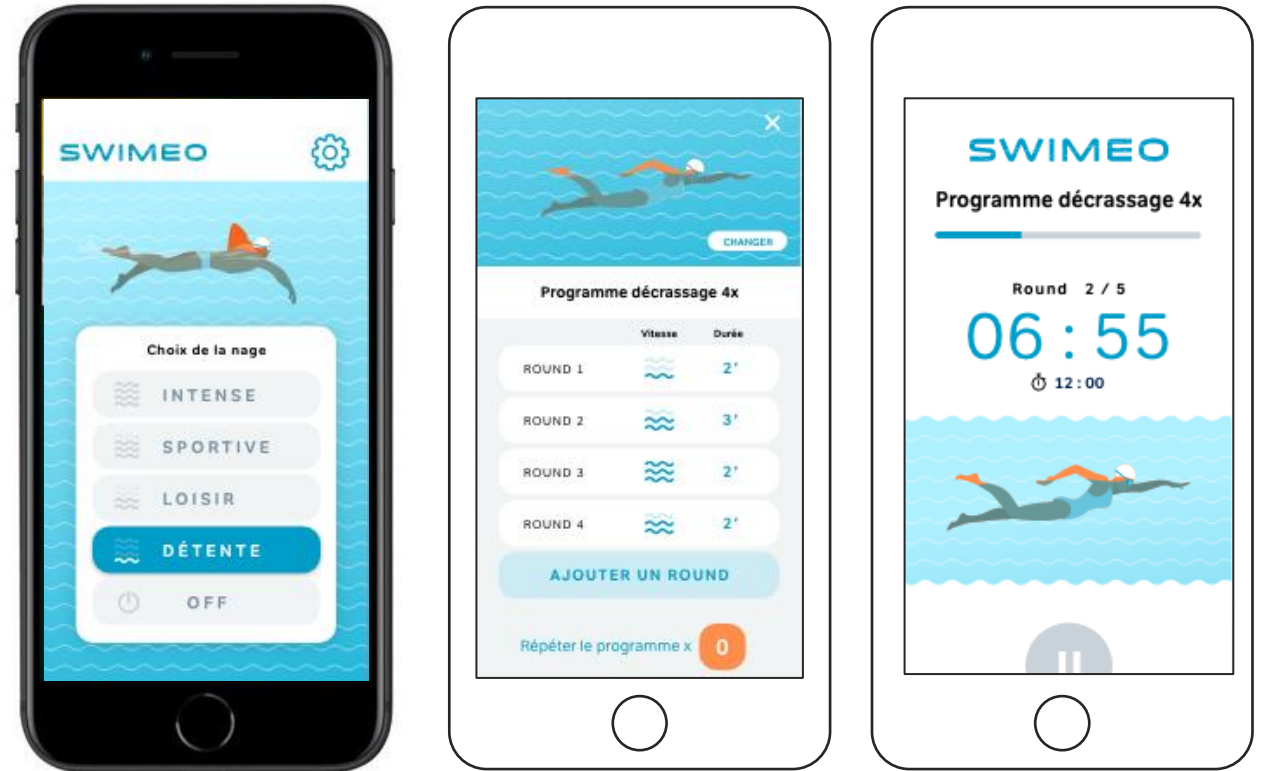 SWIMEO
Choix de la nage
INTENSE
SPORTIVE
LOISIR
DÉTENTE
OFF
CHANGER
Programme décrassage 4x
Vitesse Durée
ROUND 1 2'
ROUND 2 3'
ROUND 3 2'
ROUND 4 2'
AJOUTER UN ROUND
Répéter le programme x 0
SWIMEO
Programme décrassage 4x
Round 2 / 5
06 : 55
12 : 00